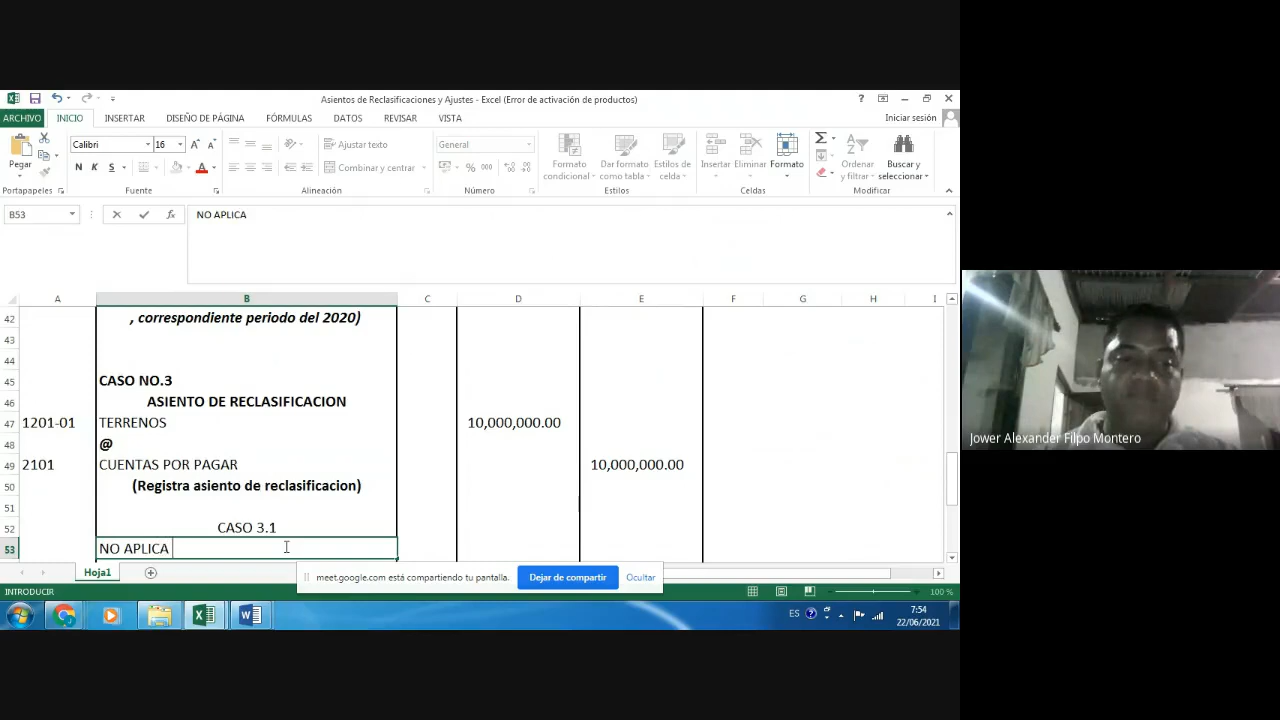 Asientos de Reclasificaciones y Ajustes - Excel (Error de activación de productos)
ARCHIVO INICIO INSERTAR DISEÑO DE PÁGINA FÓRMULAS DATOS REVISAR VISTA Iniciar sesión
Calibri 16 Ajustar texto General
Pegar N K S Combinar y centrar % 000 Formato condicional Dar formato como tabla Estilos de celda Insertar Eliminar Formato Ordenar y filtrar Buscar y seleccionar
Portapapeles Fuente Alineación Número Estilos Celdas Modificar
B53 fx NO APLICA
A B C D E F G H I
42 , correspondiente periodo del 2020)
43
44
45 CASO NO.3
46 ASIENTO DE RECLASIFICACION
47 1201-01 TERRENOS 10,000,000.00
48 @
49 2101 CUENTAS POR PAGAR 10,000,000.00
50 (Registra asiento de reclasificacion)
51
52 CASO 3.1
53 NO APLICA
Hoja1
meet.google.com está compartiendo tu pantalla. Dejar de compartir Ocultar
INTRODUCIR 100 %
ES 7:54
22/06/2021
Jower Alexander Filpo Montero